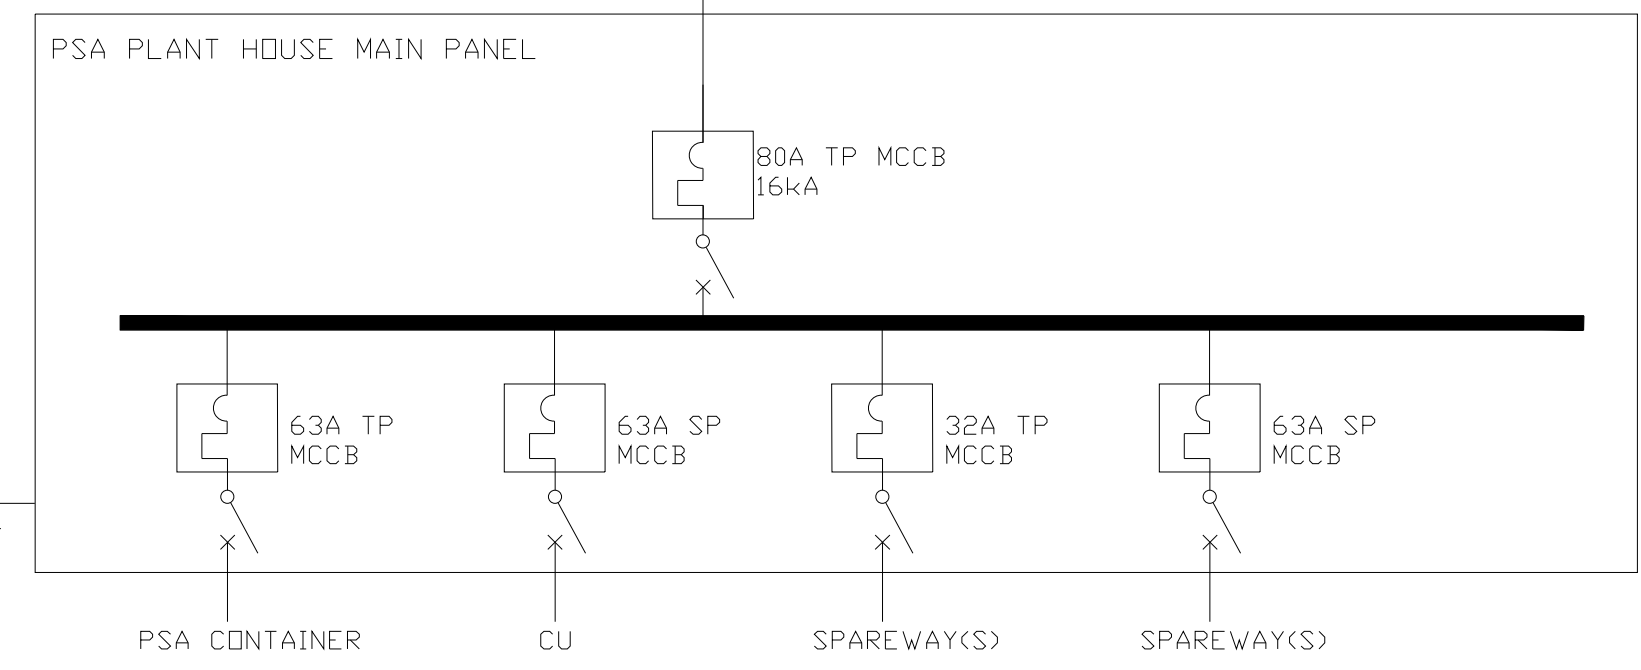 PSA PLANT HOUSE MAIN PANEL
80A TP MCCB
16kA
63A TP
MCCB
63A SP
MCCB
32A TP
MCCB
63A SP
MCCB
PSA CONTAINER
CU
SPAREWAY(S)
SPAREWAY(S)